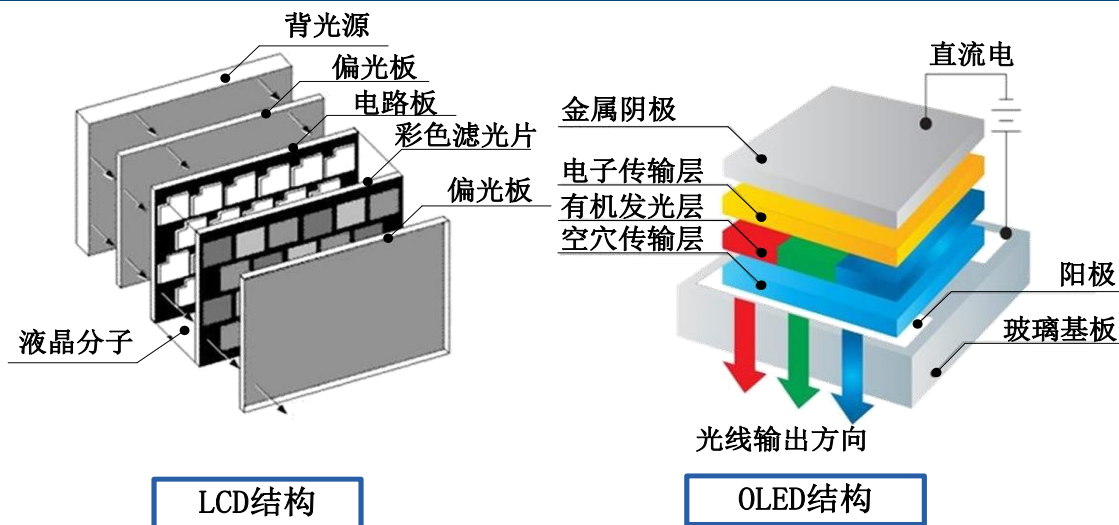 背光源
偏光板
电路板
彩色滤光片
偏光板
液晶分子
LCD结构
直流电
金属阴极
电子传输层
有机发光层
空穴传输层
阳极
玻璃基板
光线输出方向
OLED结构